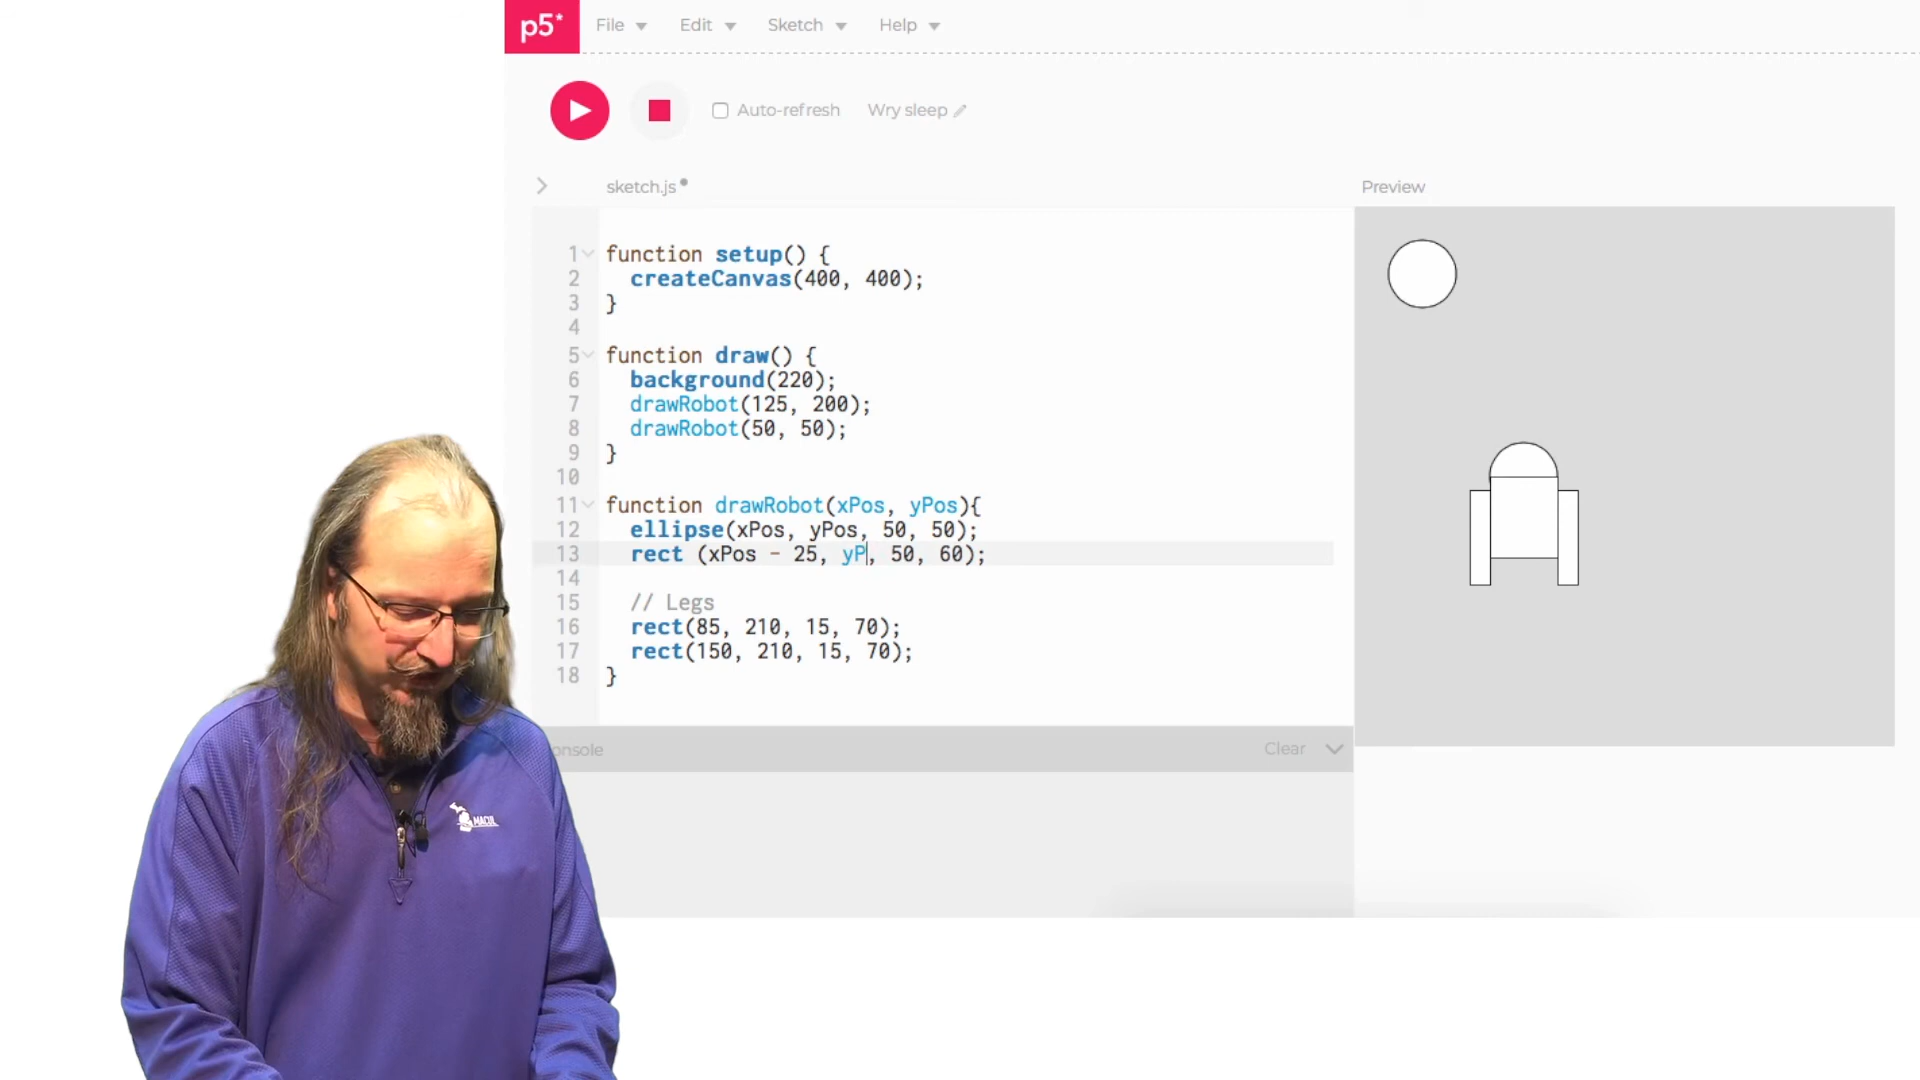 p5* File Edit Sketch Help
Auto-refresh Wry sleep
sketch.js Preview
1 function setup() {
2 createCanvas(400, 400);
3 }
4
5 function draw() {
6 background(220);
7 drawRobot(125, 200);
8 drawRobot(50, 50);
9 }
10
11 function drawRobot(xPos, yPos){
12 ellipse(xPos, yPos, 50, 50);
13 rect (xPos - 25, yP, 50, 60);
14
15 // Legs
16 rect(85, 210, 15, 70);
17 rect(150, 210, 15, 70);
18 }
onsole Clear
MACUL